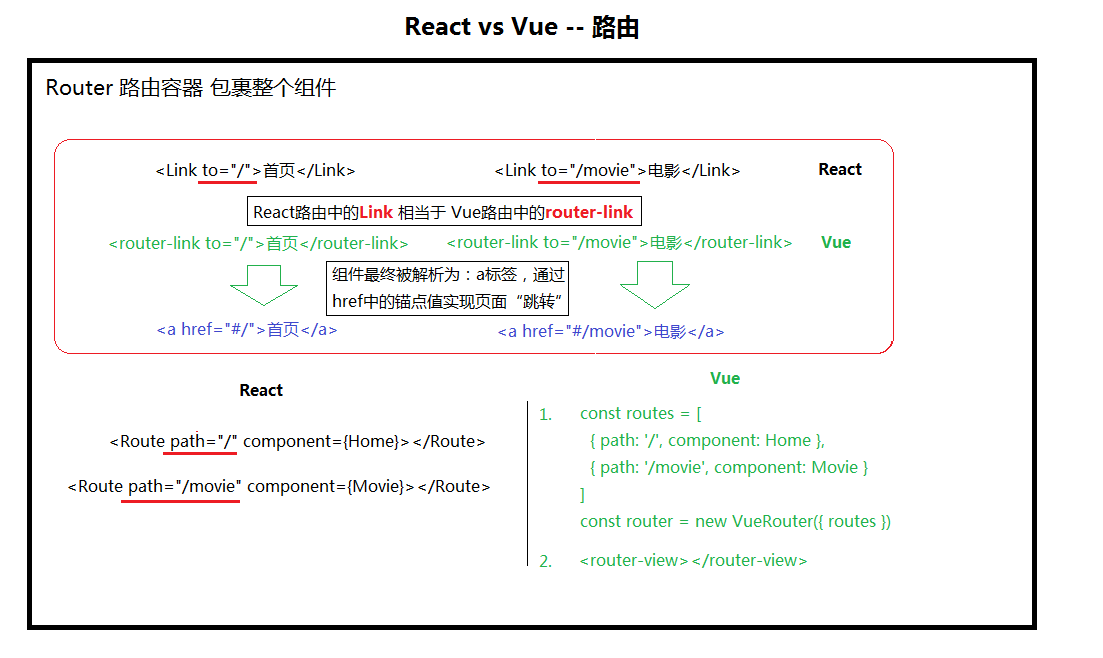 React vs Vue -- 路由
Router 路由容器 包裹整个组件
<Link to="/">首页</Link> <Link to="/movie">电影</Link> React
React路由中的Link 相当于 Vue路由中的router-link
<router-link to="/">首页</router-link> <router-link to="/movie">电影</router-link> Vue
组件最终被解析为：a标签，通过
href中的锚点值实现页面“跳转”
<a href="#/">首页</a> <a href="#/movie">电影</a>
React
<Route path="/" component={Home}></Route>
<Route path="/movie" component={Movie}></Route>
Vue
1. const routes = [
{ path: '/', component: Home },
{ path: '/movie', component: Movie }
]
const router = new VueRouter({ routes })
2. <router-view></router-view>